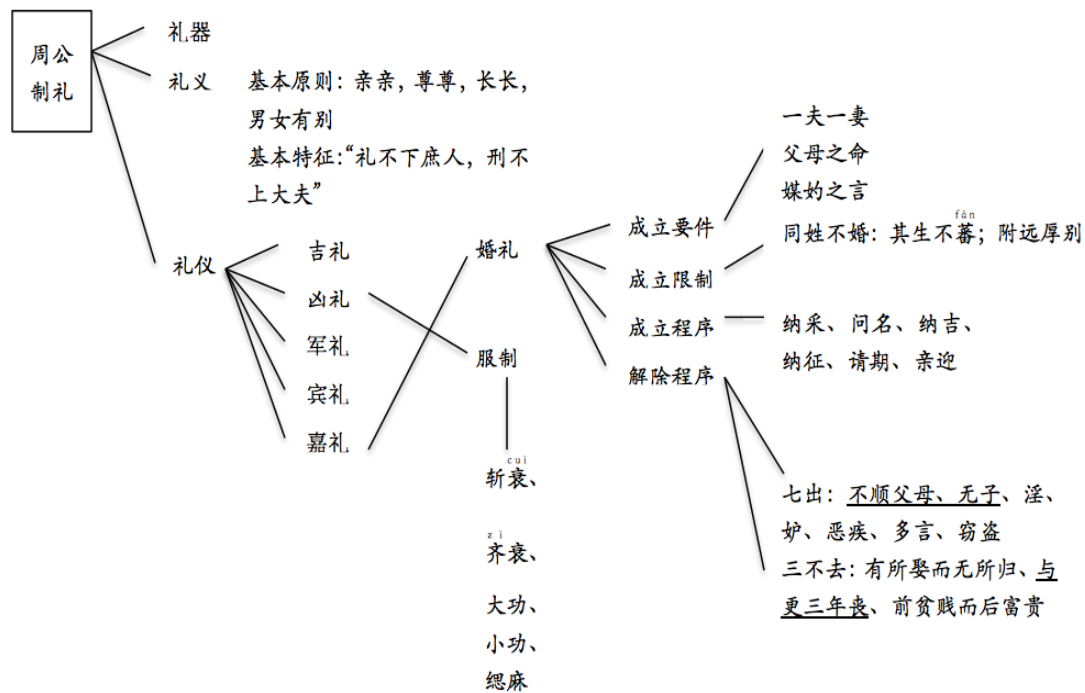 周公
制礼
礼器
礼义
基本原则：亲亲，尊尊，长长，
男女有别
基本特征：“礼不下庶人，刑不
上大夫”
礼仪
吉礼
凶礼
军礼
宾礼
嘉礼
婚礼
服制
cuī
斩衰、
zī
齐衰、
大功、
小功、
缌麻
成立要件
成立限制
成立程序
解除程序
一夫一妻
父母之命
媒妁之言
fán
同姓不婚：其生不蕃；附远厚别
纳采、问名、纳吉、
纳征、请期、亲迎
七出：不顺父母、无子、淫、
妒、恶疾、多言、窃盗
三不去：有所娶而无所归、与
更三年丧、前贫贱而后富贵